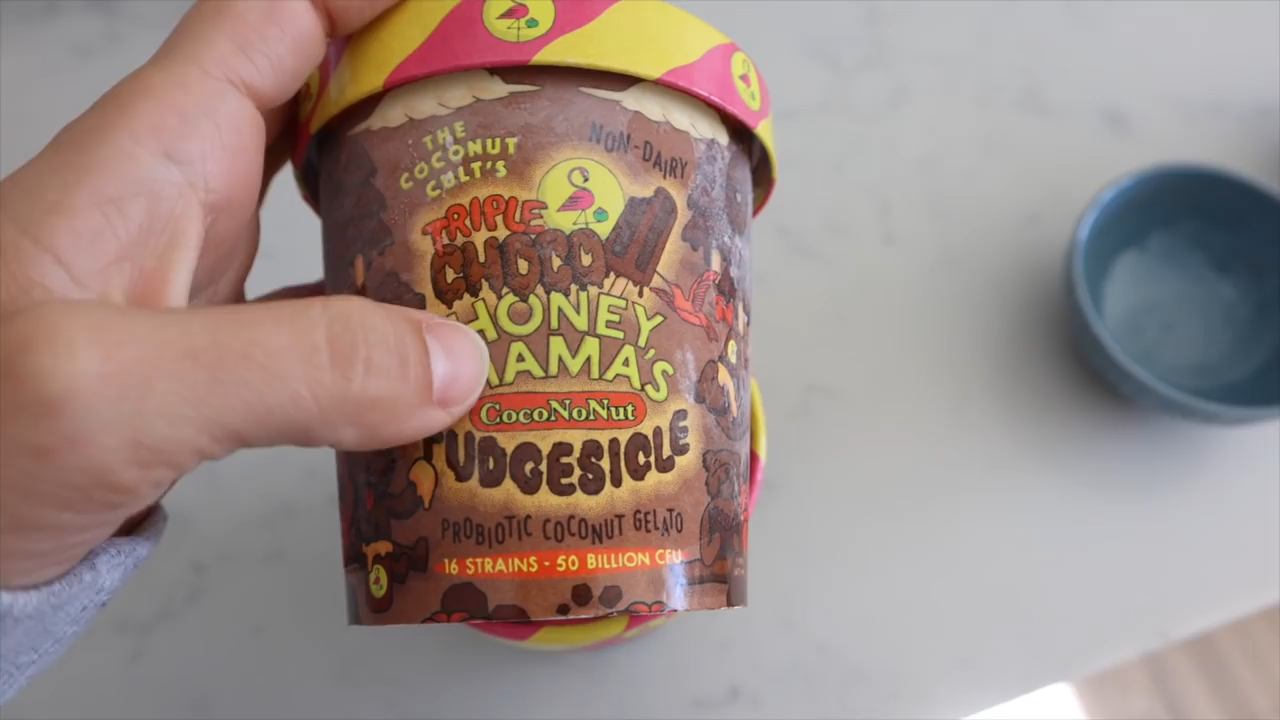 THE
COCONUT
CULT'S
NON-DAIRY
TRIPLE
CHOCO
HONEY
MAMA'S
CocoNoNut
FUDGESICLE
PROBIOTIC COCONUT GELATO
16 STRAINS - 50 BILLION CFU